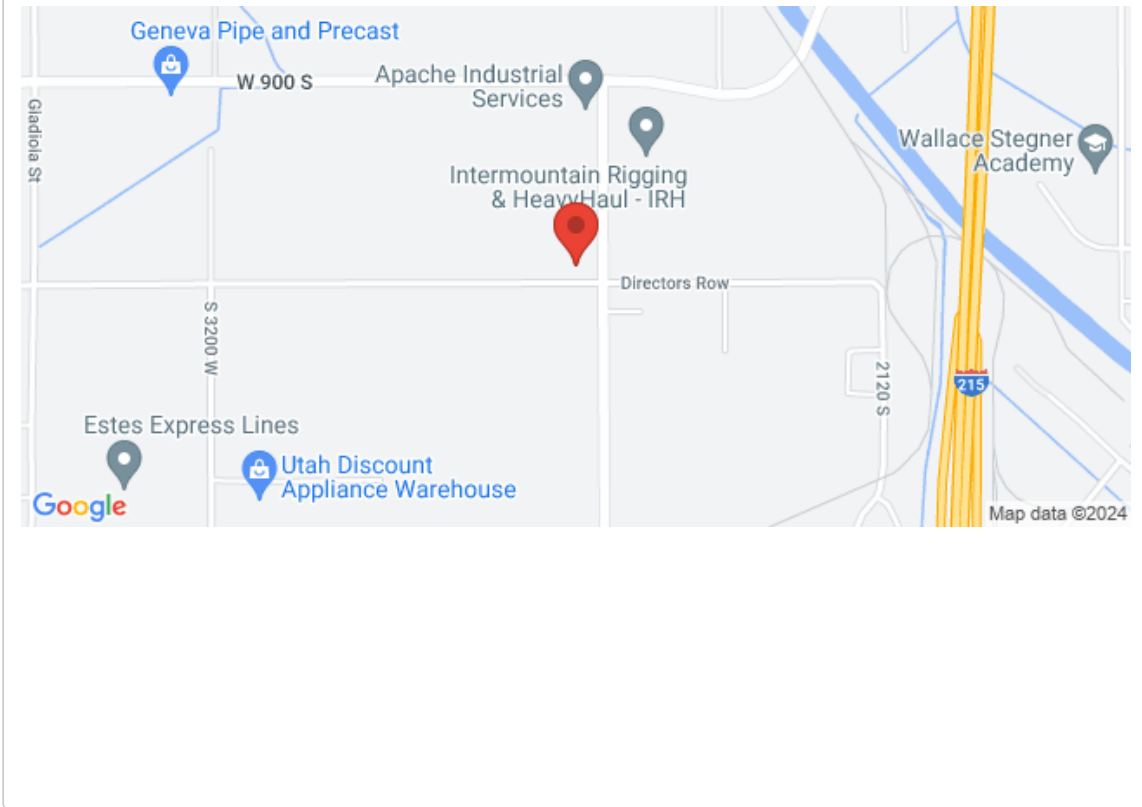 Geneva Pipe and Precast
W 900 S
Apache Industrial
Services
Gladiola St
Wallace Stegner
Academy
Intermountain Rigging
& HeavyHaul - IRH
Directors Row
S 3200 W
2120 S
215
Estes Express Lines
Utah Discount
Appliance Warehouse
Google
Map data ©2024